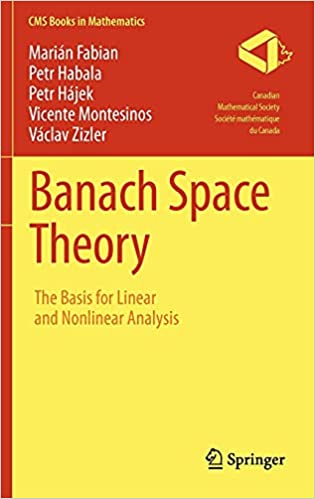 CMS Books in Mathematics
Marián Fabian
Petr Habala
Petr Hájek
Vicente Montesinos
Václav Zizler
Canadian
Mathematical Society
Société mathématique
du Canada
Banach Space
Theory
The Basis for Linear
and Nonlinear Analysis
Springer